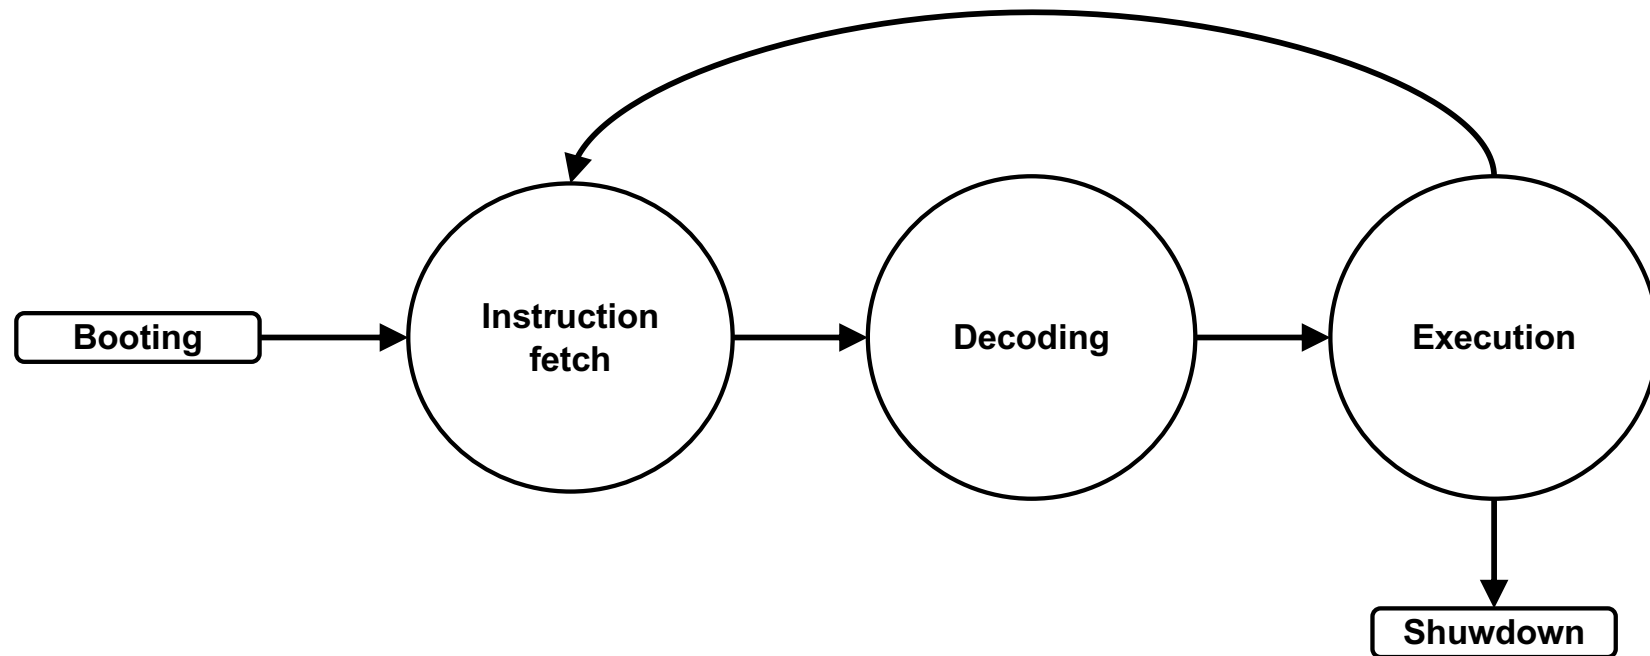 Booting
Instruction
fetch
Decoding
Execution
Shuwdown